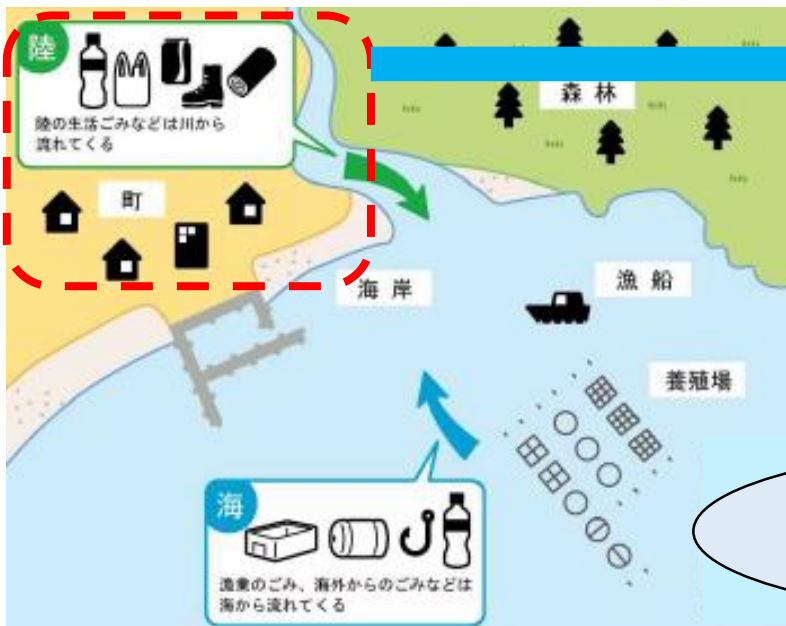 陸
陸の生活ごみなどは川から
流れてくる
森林
町
海岸
漁船
養殖場
海
漁業のごみ、海外からのごみなどは
海から流れてくる